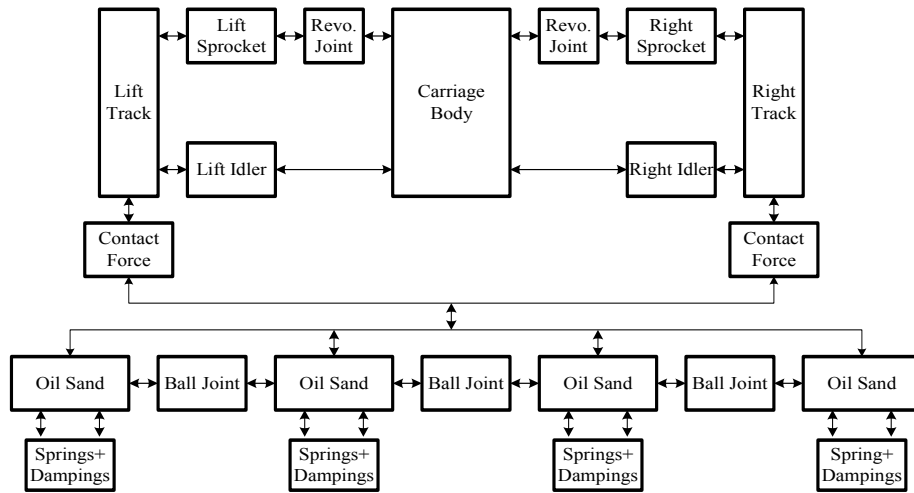 Lift
Sprocket
Revo.
Joint
Revo.
Joint
Right
Sprocket
Lift
Track
Carriage
Body
Right
Track
Lift Idler
Right Idler
Contact
Force
Contact
Force
Oil Sand
Ball Joint
Oil Sand
Ball Joint
Oil Sand
Ball Joint
Oil Sand
Springs+
Dampings
Springs+
Dampings
Springs+
Dampings
Spring+
Dampings